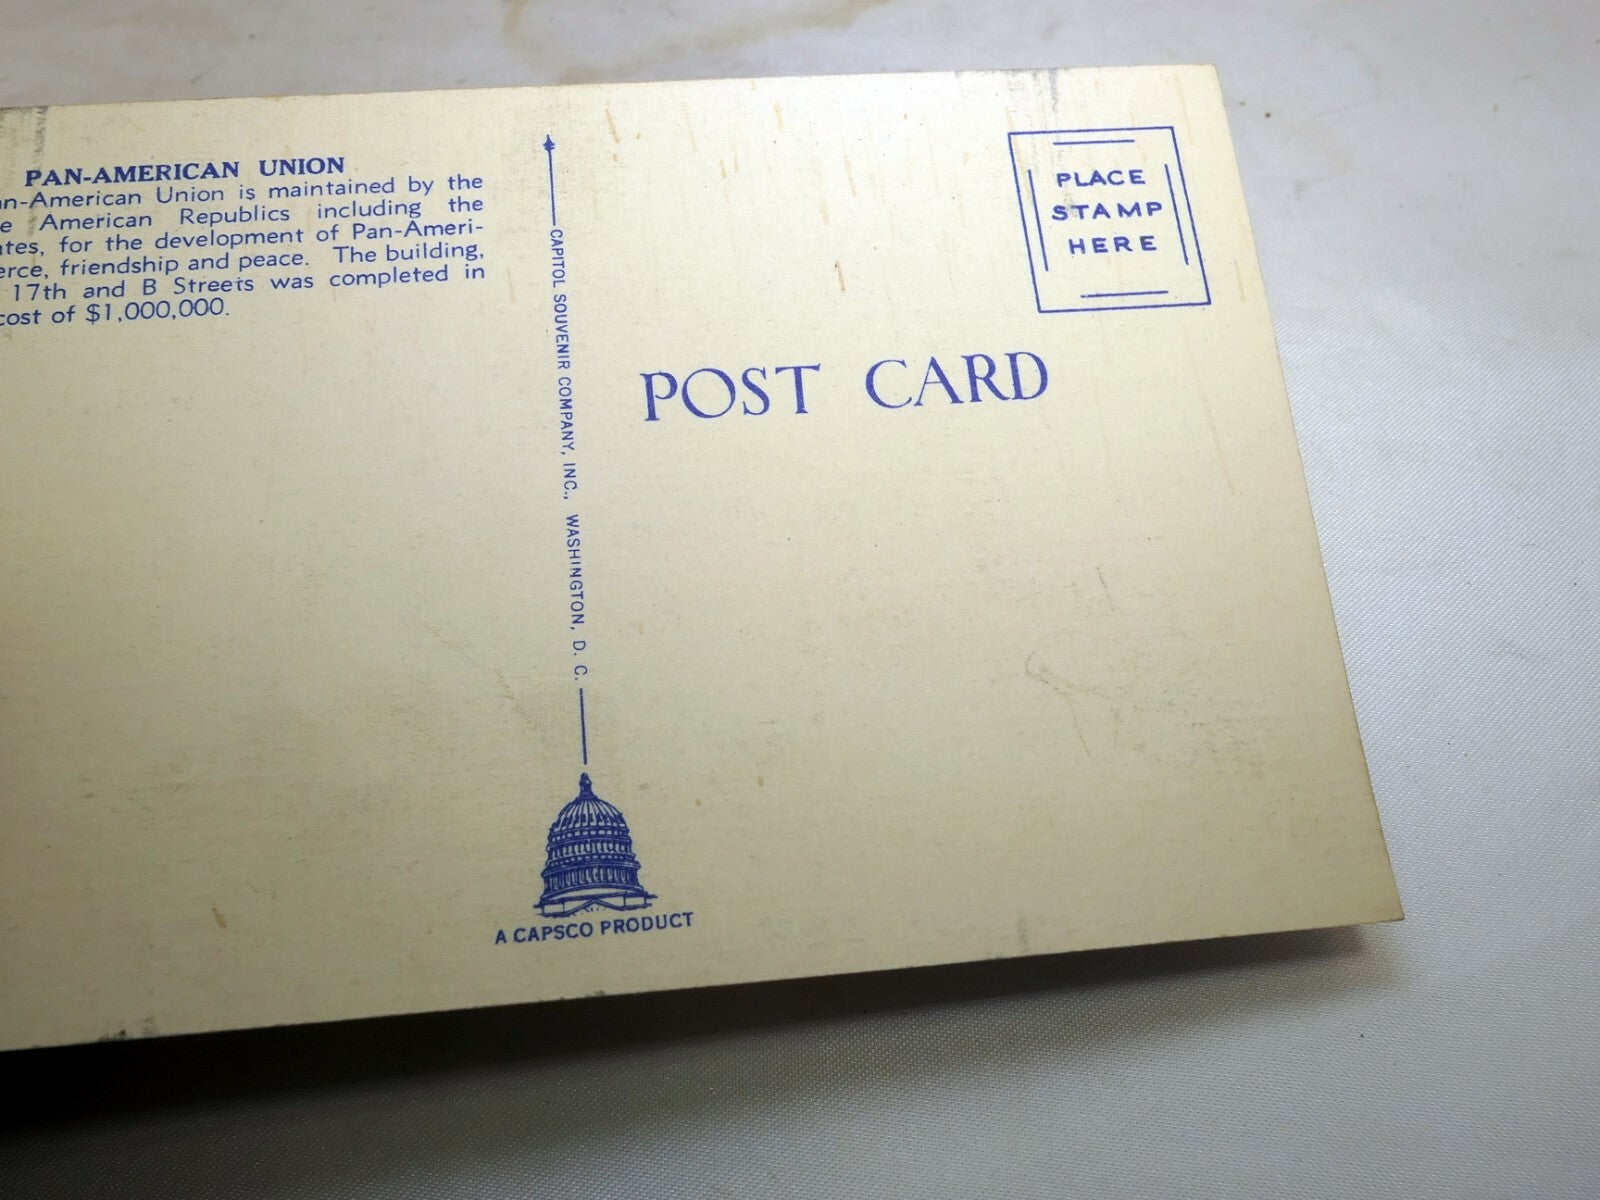 PAN-AMERICAN UNION
an-American Union is maintained by the
e American Republics including the
ates, for the development of Pan-Ameri-
erce, friendship and peace. The building,
17th and B Streets was completed in
cost of $1,000,000.
CAPITOL SOUVENIR COMPANY, INC., WASHINGTON, D. C.
A CAPSCO PRODUCT
PLACE
STAMP
HERE
POST CARD